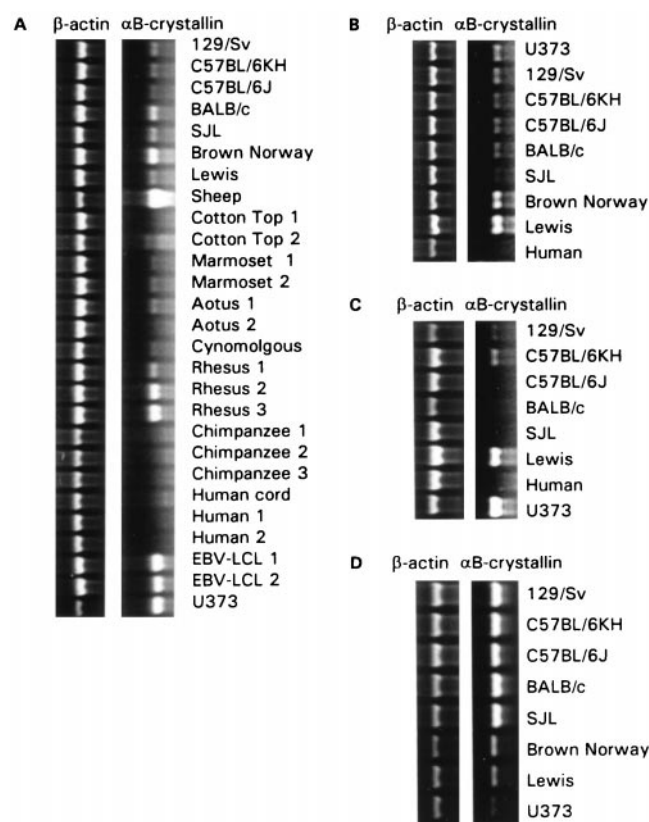 A β-actin αB-crystallin
129/Sv
C57BL/6KH
C57BL/6J
BALB/c
SJL
Brown Norway
Lewis
Sheep
Cotton Top 1
Cotton Top 2
Marmoset 1
Marmoset 2
Aotus 1
Aotus 2
Cynomolgous
Rhesus 1
Rhesus 2
Rhesus 3
Chimpanzee 1
Chimpanzee 2
Chimpanzee 3
Human cord
Human 1
Human 2
EBV-LCL 1
EBV-LCL 2
U373
B β-actin αB-crystallin
U373
129/Sv
C57BL/6KH
C57BL/6J
BALB/c
SJL
Brown Norway
Lewis
Human
C β-actin αB-crystallin
129/Sv
C57BL/6KH
C57BL/6J
BALB/c
SJL
Lewis
Human
U373
D β-actin αB-crystallin
129/Sv
C57BL/6KH
C57BL/6J
BALB/c
SJL
Brown Norway
Lewis
U373